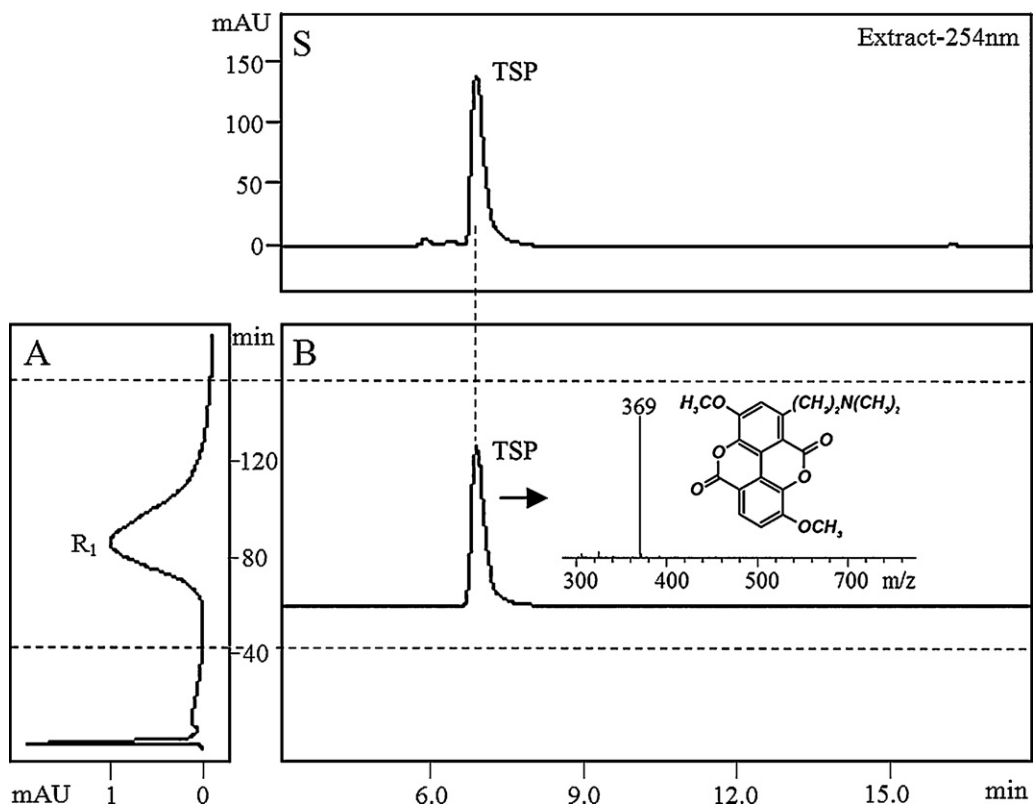 mAU
S
Extract-254nm
150
TSP
100
50
0
A
min
B
369
H₃CO
(CH₂)₂N(CH₃)₂
O
O
O
O
OCH₃
TSP
120
R₁
80
300 400 500 700 m/z
40
mAU 1 0
6.0 9.0 12.0 15.0 min